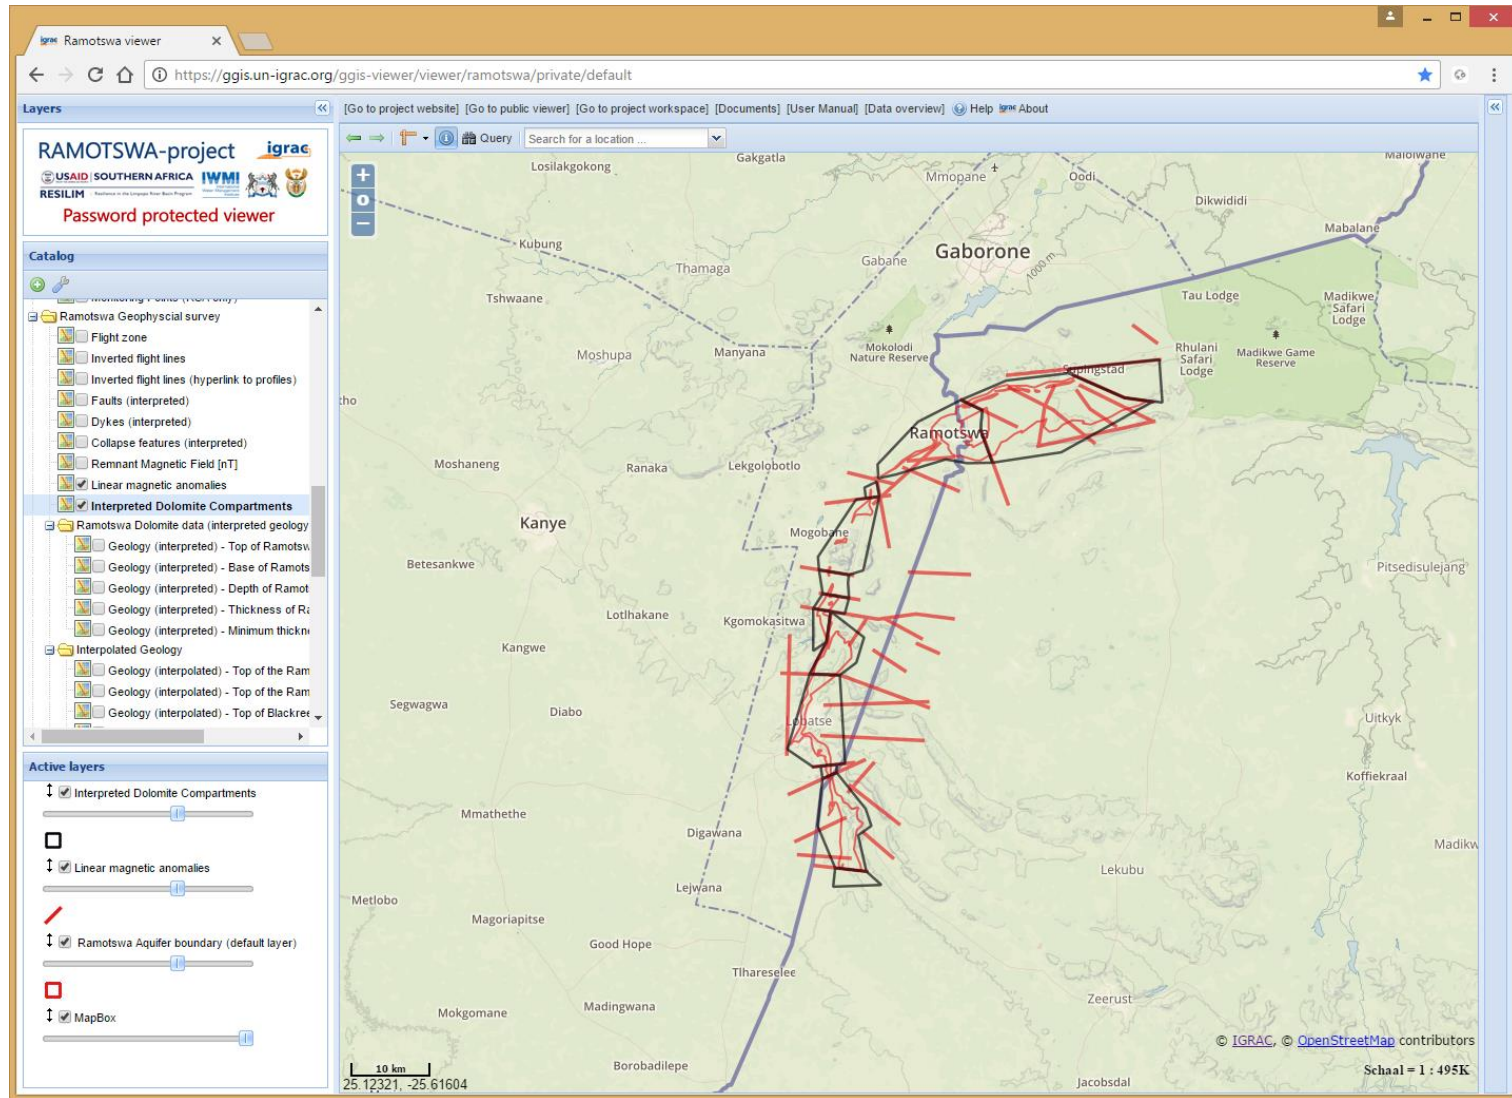 igrac Ramotswa viewer
https://ggis.un-igrac.org/ggis-viewer/viewer/ramotswa/private/default
Layers
[Go to project website] [Go to public viewer] [Go to project workspace] [Documents] [User Manual] [Data overview] Help igrac About
Query
Search for a location ...
RAMOTSWA-project igrac
USAID SOUTHERN AFRICA IWMI
RESILIM
Password protected viewer
Catalog
Ramotswa Geophyscial survey
Flight zone
Inverted flight lines
Inverted flight lines (hyperlink to profiles)
Faults (interpreted)
Dykes (interpreted)
Collapse features (interpreted)
Remnant Magnetic Field [nT]
Linear magnetic anomalies
Interpreted Dolomite Compartments
Ramotswa Dolomite data (interpreted geology
Geology (interpreted) - Top of Ramotsw
Geology (interpreted) - Base of Ramots
Geology (interpreted) - Depth of Ramot
Geology (interpreted) - Thickness of Ra
Geology (interpreted) - Minimum thickn
Interpolated Geology
Geology (interpolated) - Top of the Ram
Geology (interpolated) - Top of the Ram
Geology (interpolated) - Top of Blackree
Active layers
Interpreted Dolomite Compartments
Linear magnetic anomalies
Ramotswa Aquifer boundary (default layer)
MapBox
Losilakgokong
Gakgatla
Mmopane
Oodi
Molofwane
Dikwididi
Mabalane
Kubung
Gaborone
Gabane
Thamaga
1000 m
Tshwaane
Tau Lodge
Madikwe
Safari
Lodge
Moshupa
Manyana
Mokolodi
Nature Reserve
Rhulani
Safari
Lodge
Madikwe Game
Reserve
Supingstad
tho
Ramotswa
Moshaneng
Ranaka
Lekgolobotlo
Kanye
Mogobane
Betesankwe
Pitsedisulejang
Lotlhakane
Kgomokasitwa
Kangwe
Segwagwa
Diabo
Lobatse
Uitkyk
Koffiekraal
Mmathethe
Digawana
Madikw
Lekubu
Lejwana
Metlobo
Magoriapitse
Good Hope
Tlhareselee
Zeerust
Mokgomane
Madingwana
© IGRAC, © OpenStreetMap contributors
Borobadilepe
10 km
Schaal = 1 : 495K
25.12321, -25.61604
Jacobsdal